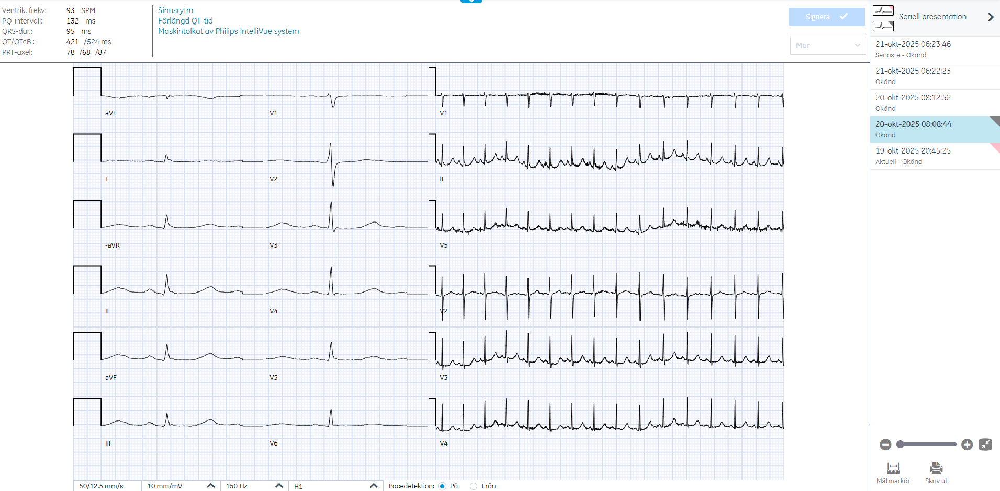 Ventrik. frekv: 93 SPM
PQ-intervall: 132 ms
QRS-dur.: 95 ms
QT/QTcB : 421 /524 ms
PRT-axel: 78 /68 /87
Sinusrytm
Förlängd QT-tid
Maskintolkat av Philips IntelliVue system
Signera
Mer
Seriell presentation
21-okt-2025 06:23:46
Senaste - Okänd
21-okt-2025 06:22:23
Okänd
20-okt-2025 08:12:52
Okänd
20-okt-2025 08:08:44
Okänd
19-okt-2025 20:45:25
Aktuell - Okänd
aVL V1 V1
I V2 II
-aVR V3 V5
II V4 V2
aVF V5 V3
III V6 V4
50/12.5 mm/s 10 mm/mV 150 Hz H1 Pacedetektion: På Från
Mätmarkör Skriv ut